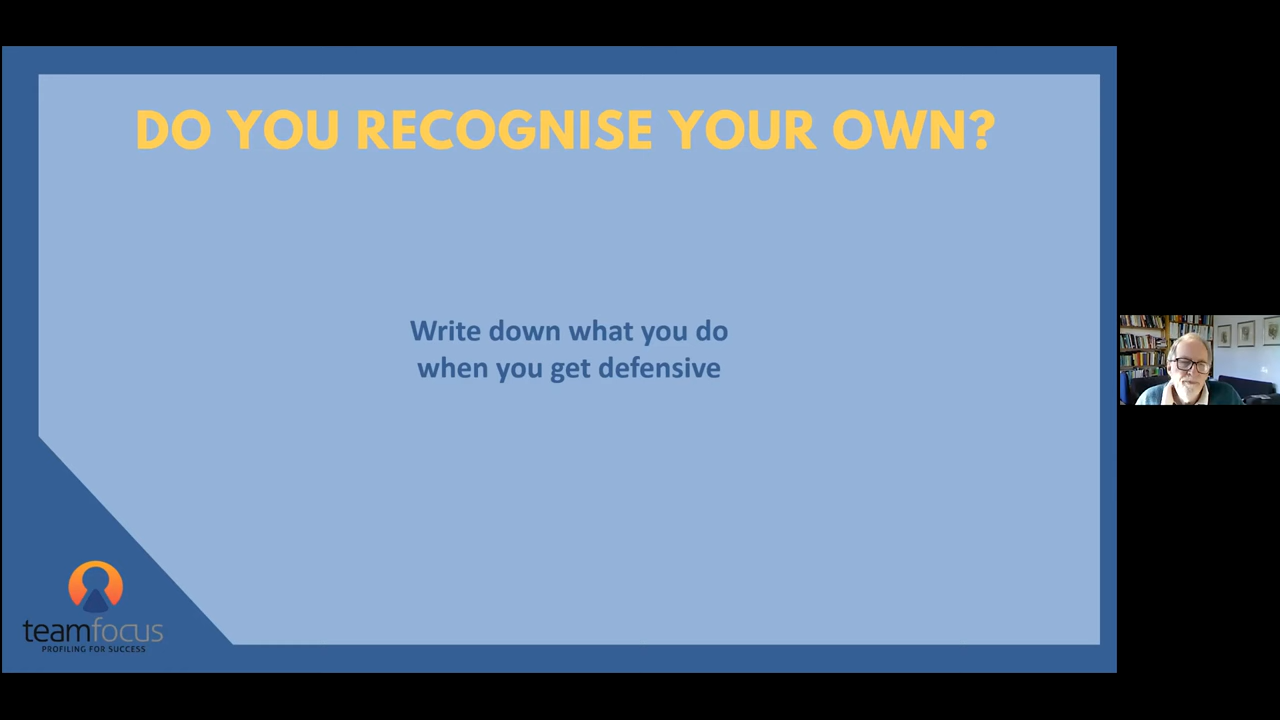 DO YOU RECOGNISE YOUR OWN?
Write down what you do
when you get defensive
teamfocus
PROFILING FOR SUCCESS